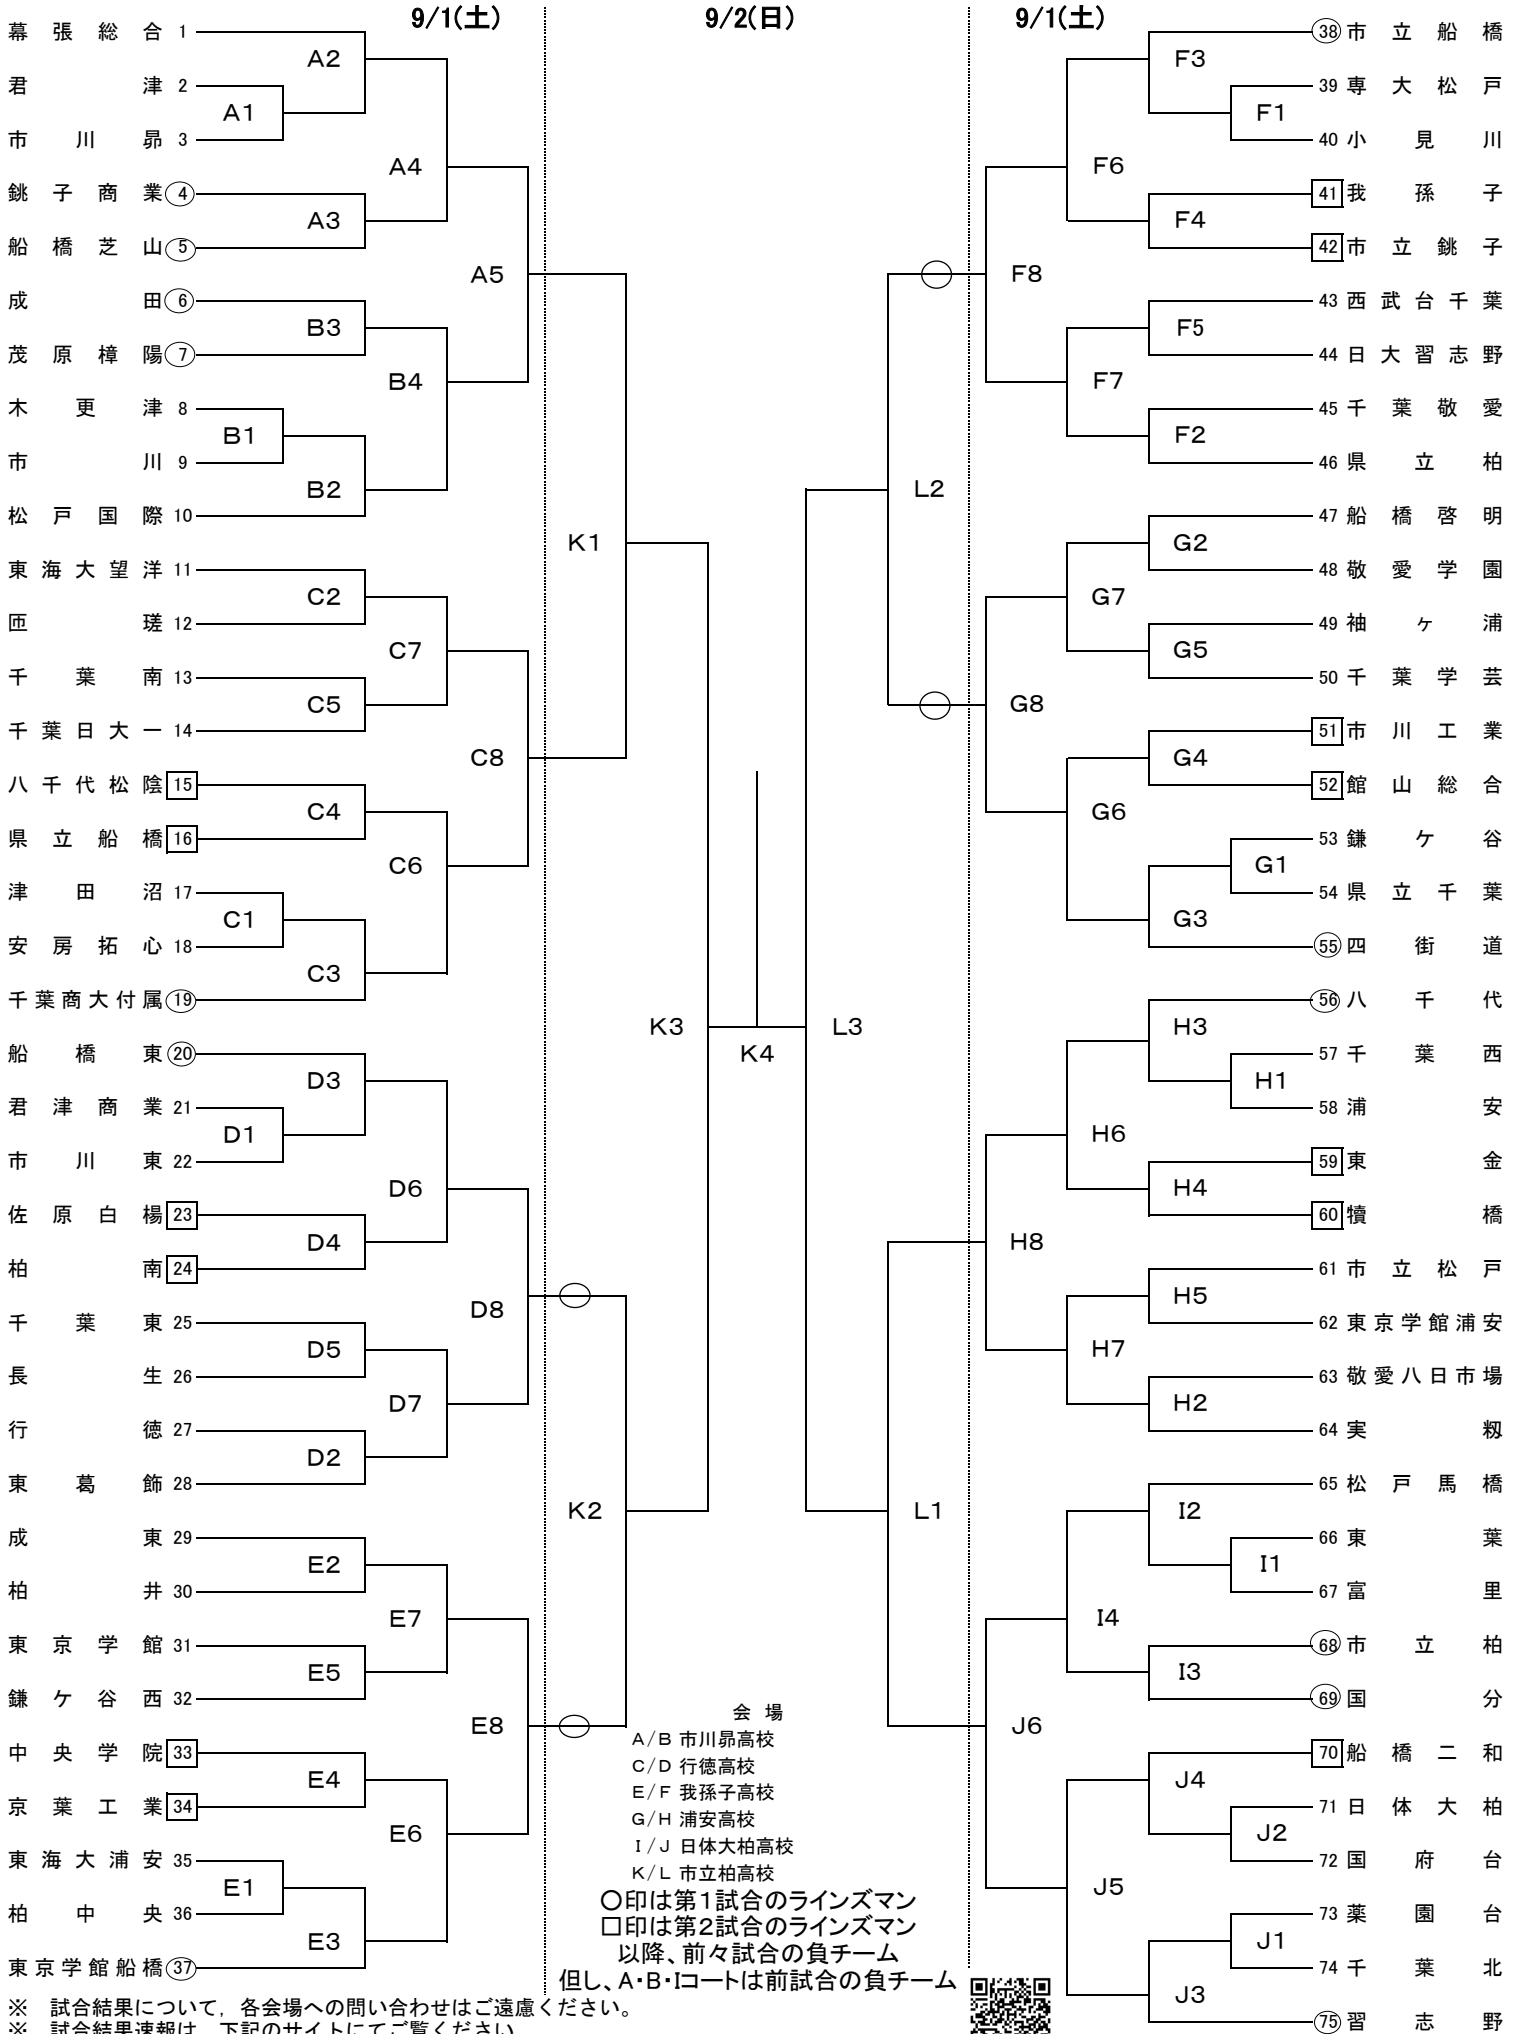 9/1(土) 9/2(日) 9/1(土)
幕張総合 1
君津 2
市川昴 3
銚子商業 4
船橋芝山 5
成田 6
茂原樟陽 7
木更津 8
市川 9
松戸国際 10
東海大望洋 11
匝瑳 12
千葉南 13
千葉日大一 14
八千代松陰 15
県立船橋 16
津田沼 17
安房拓心 18
千葉商大付属 19
船橋東 20
君津商業 21
市川東 22
佐原白楊 23
柏南 24
千葉東 25
長生 26
行徳 27
東葛飾 28
成東 29
柏井 30
東京学館 31
鎌ケ谷西 32
中央学院 33
京葉工業 34
東海大浦安 35
柏中央 36
東京学館船橋 37
A2
A1
A4
A3
A5
B3
B4
B1
B2
K1
C2
C7
C5
C8
C4
C6
C1
C3
K3
D3
D1
D6
D4
D8
D5
D7
D2
K2
E2
E7
E5
E8
E4
E6
E1
E3
K4
38 市立船橋
39 専大松戸
40 小見川
41 我孫子
42 市立銚子
43 西武台千葉
44 日大習志野
45 千葉敬愛
46 県立柏
47 船橋啓明
48 敬愛学園
49 袖ヶ浦
50 千葉学芸
51 市川工業
52 館山総合
53 鎌ケ谷
54 県立千葉
55 四街道
56 八千代
57 千葉西
58 浦安
59 東金
60 犢橋
61 市立松戸
62 東京学館浦安
63 敬愛八日市場
64 実籾
65 松戸馬橋
66 東葉
67 富里
68 市立柏
69 国分
70 船橋二和
71 日体大柏
72 国府台
73 薬園台
74 千葉北
75 習志野
F3
F1
F6
F4
F8
F5
F7
F2
L2
G2
G7
G5
G8
G4
G6
G1
G3
L3
H3
H1
H6
H4
H8
H5
H7
H2
L1
I2
I1
I4
I3
J6
J4
J2
J5
J1
J3
会場
A/B 市川昴高校
C/D 行徳高校
E/F 我孫子高校
G/H 浦安高校
I/J 日体大柏高校
K/L 市立柏高校
○印は第1試合のラインズマン
□印は第2試合のラインズマン
以降、前々試合の負チーム
但し、A・B・Iコートは前試合の負チーム
※ 試合結果について，各会場への問い合わせはご遠慮ください。
※ 試合結果速報は，下記のサイトにてご覧ください